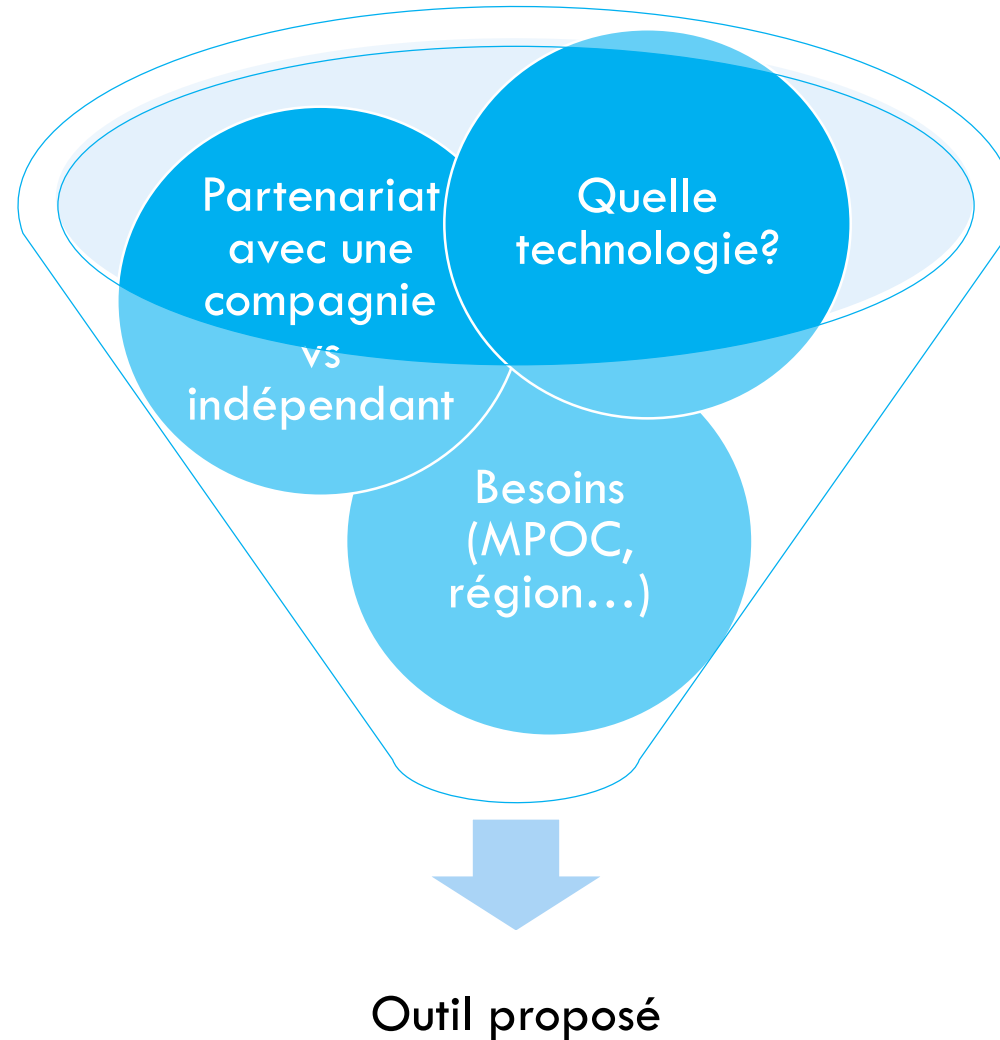 Partenariat
avec une
compagnie
vs
indépendant
Quelle
technologie?
Besoins
(MPOC,
région…)
Outil proposé